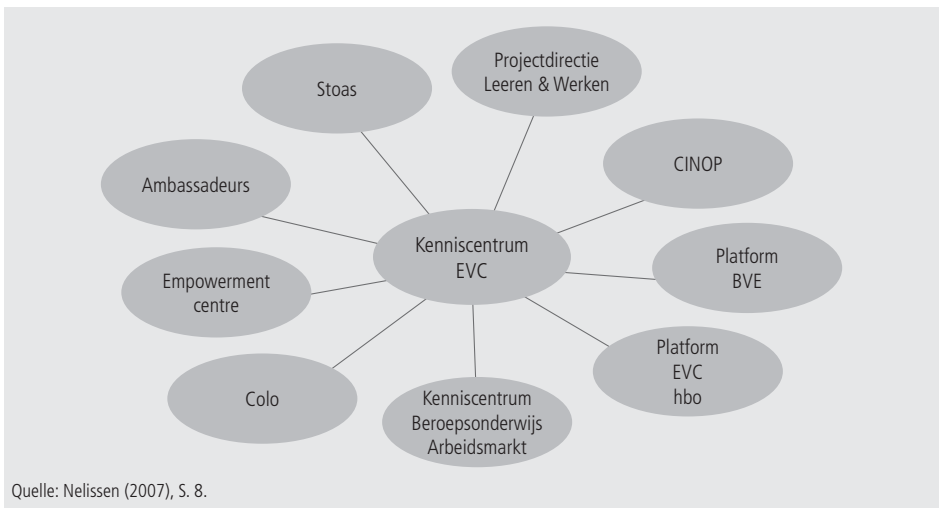 Projectdirectie
Leeren & Werken
Stoas
CINOP
Ambassadeurs
Kenniscentrum
EVC
Platform
BVE
Empowerment
centre
Platform
EVC
hbo
Colo
Kenniscentrum
Beroepsonderwijs
Arbeidsmarkt
Quelle: Nelissen (2007), S. 8.